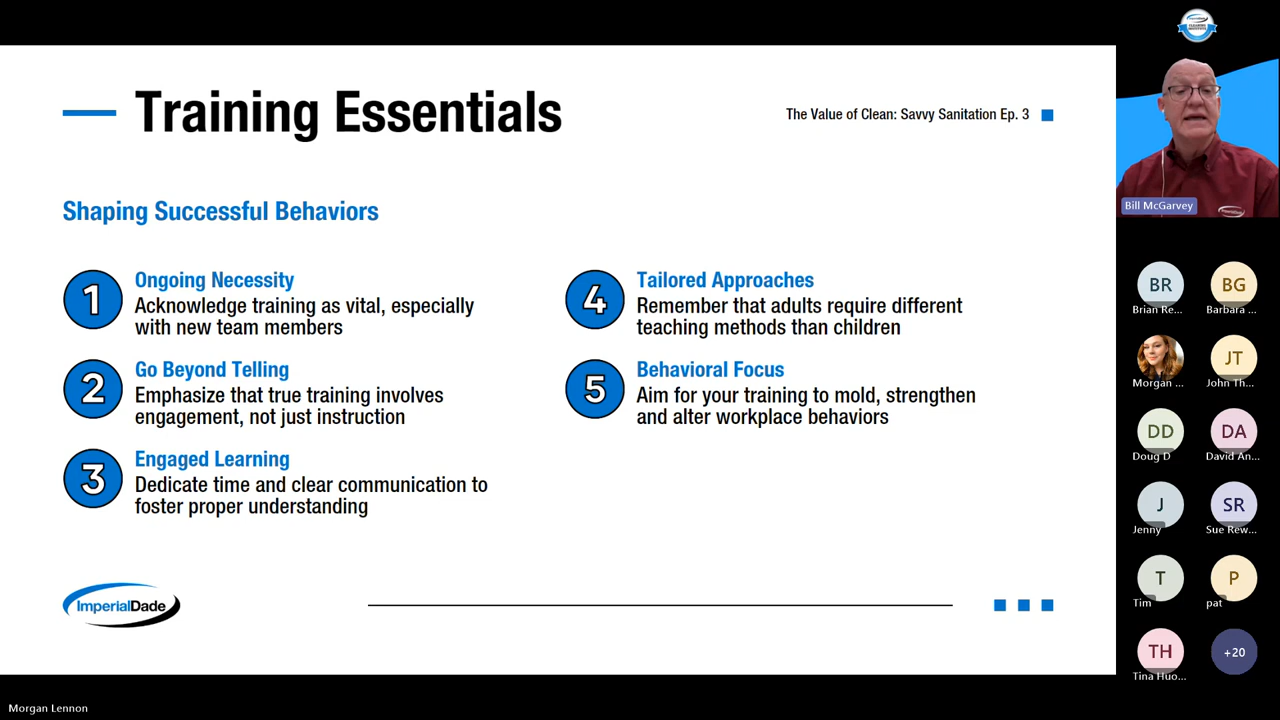 Training Essentials
The Value of Clean: Savvy Sanitation Ep. 3
Shaping Successful Behaviors
1
Ongoing Necessity
Acknowledge training as vital, especially
with new team members
2
Go Beyond Telling
Emphasize that true training involves
engagement, not just instruction
3
Engaged Learning
Dedicate time and clear communication to
foster proper understanding
4
Tailored Approaches
Remember that adults require different
teaching methods than children
5
Behavioral Focus
Aim for your training to mold, strengthen
and alter workplace behaviors
ImperialDade
Bill McGarvey
BR
Brian Re...
BG
Barbara ...
Morgan ...
JT
John Th...
DD
Doug D
DA
David An...
J
Jenny
SR
Sue Rew...
T
Tim
P
pat
TH
Tina Huo...
+20
Morgan Lennon